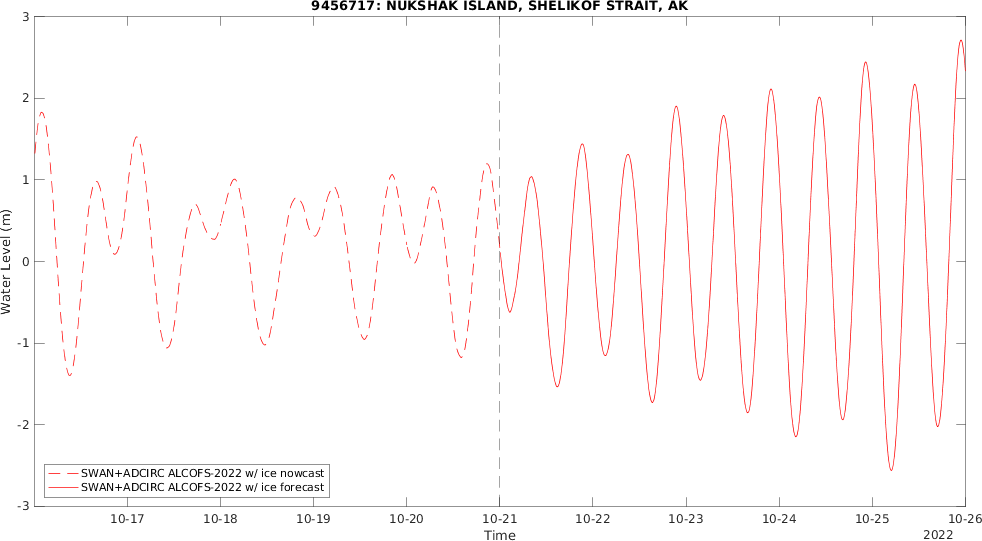 9456717: NUKSHAK ISLAND, SHELIKOF STRAIT, AK
3
2
1
0
-1
-2
-3
Water Level (m)
SWAN+ADCIRC ALCOFS-2022 w/ ice nowcast
SWAN+ADCIRC ALCOFS-2022 w/ ice forecast
10-17 10-18 10-19 10-20 10-21 10-22 10-23 10-24 10-25 10-26
Time
2022